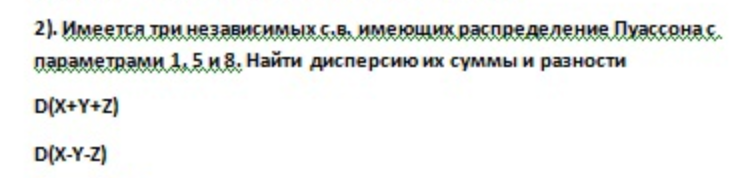 2). Имеется три независимых с.в. имеющих распределение Пуассона с
параметрами 1, 5 и 8. Найти дисперсию их суммы и разности
D(X+Y+Z)
D(X-Y-Z)